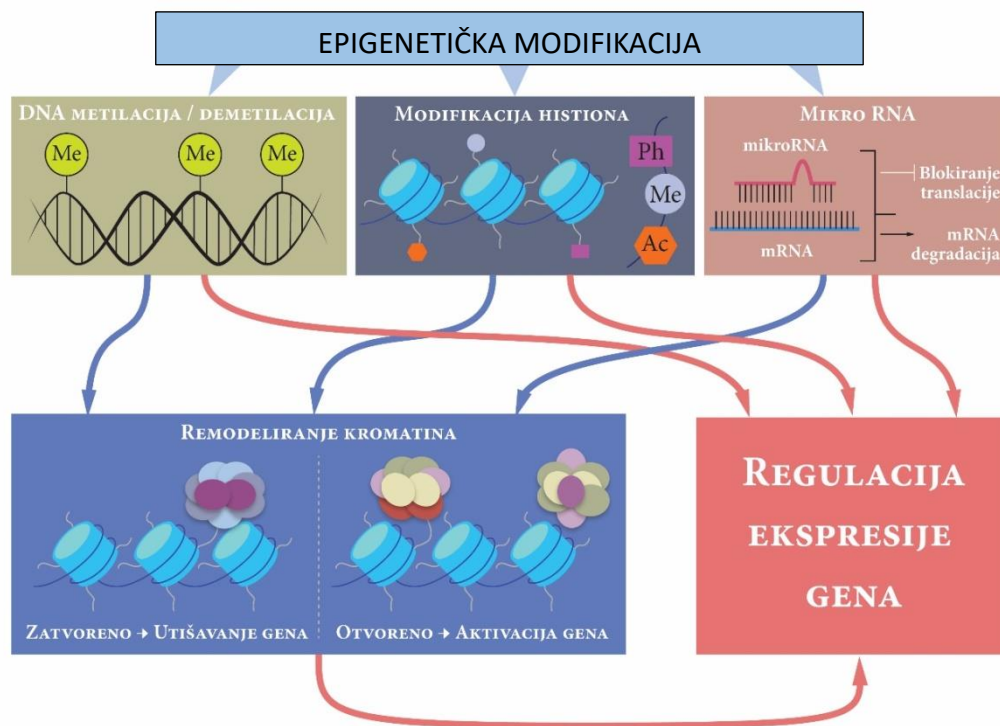 EPIGENETIČKA MODIFIKACIJA
DNA METILACIJA / DEMETILACIJA
Me
Me
Me
MODIFIKACIJA HISTIONA
Ph
Me
Ac
MIKRO RNA
mikroRNA
mRNA
Blokiranje
translacije
mRNA
degradacija
REMODELIRANJE KROMATINA
ZATVORENO → UTIŠAVANJE GENA
OTVORENO → AKTIVACIJA GENA
REGULACIJA
EKSPRESIJE
GENA